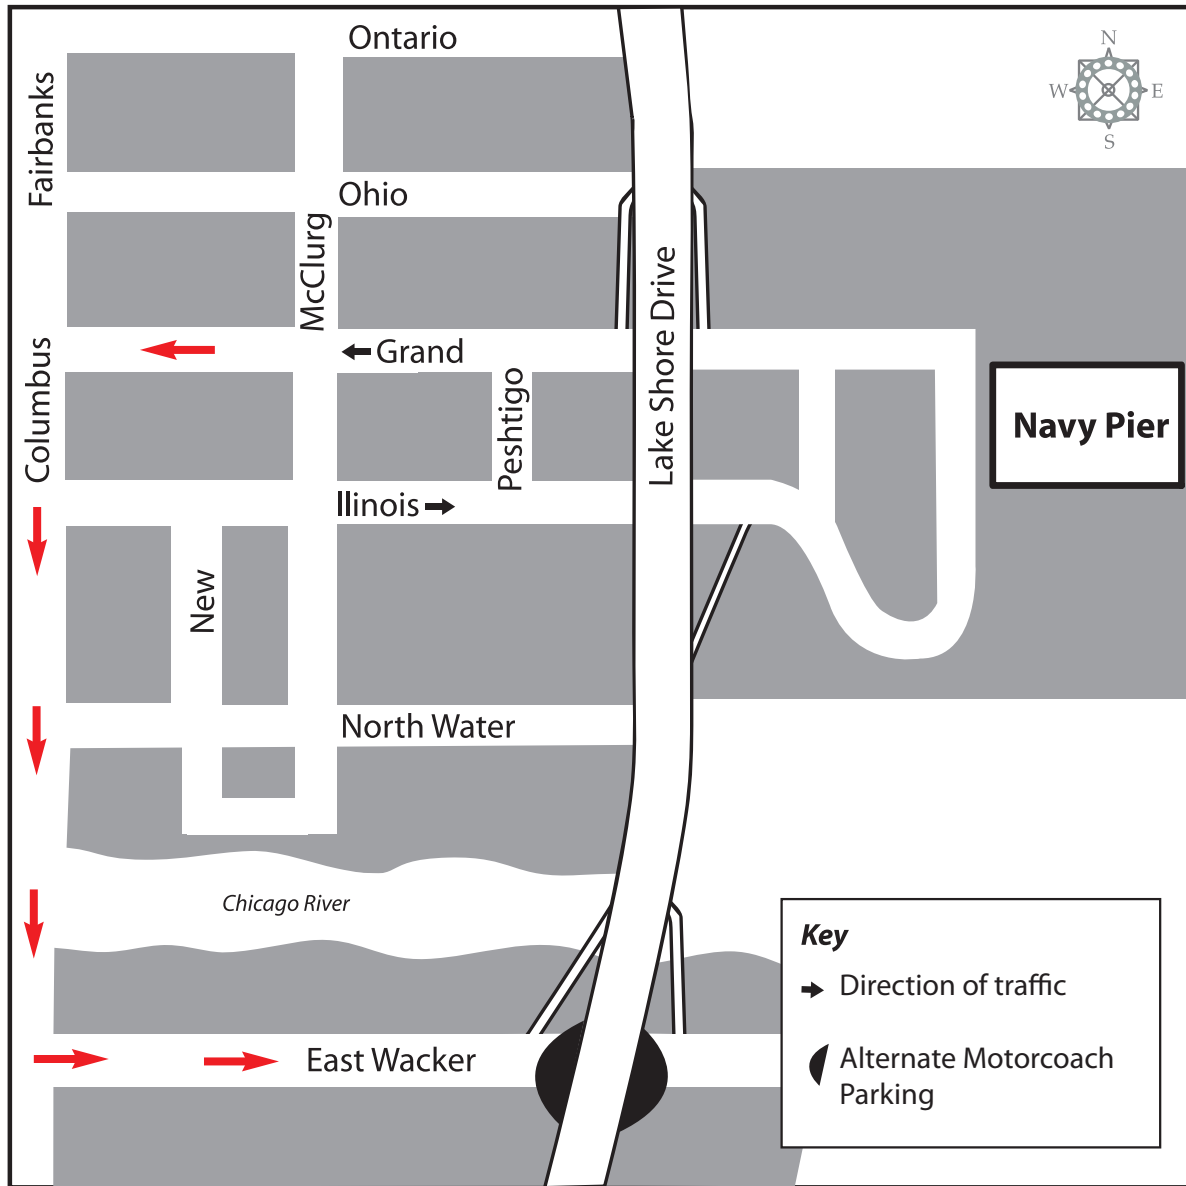 Ontario
N
W
E
S
Fairbanks
Ohio
McClurg
Lake Shore Drive
Grand
Columbus
Peshtigo
Navy Pier
Illinois
New
North Water
Chicago River
Key
Direction of traffic
East Wacker
Alternate Motorcoach
Parking